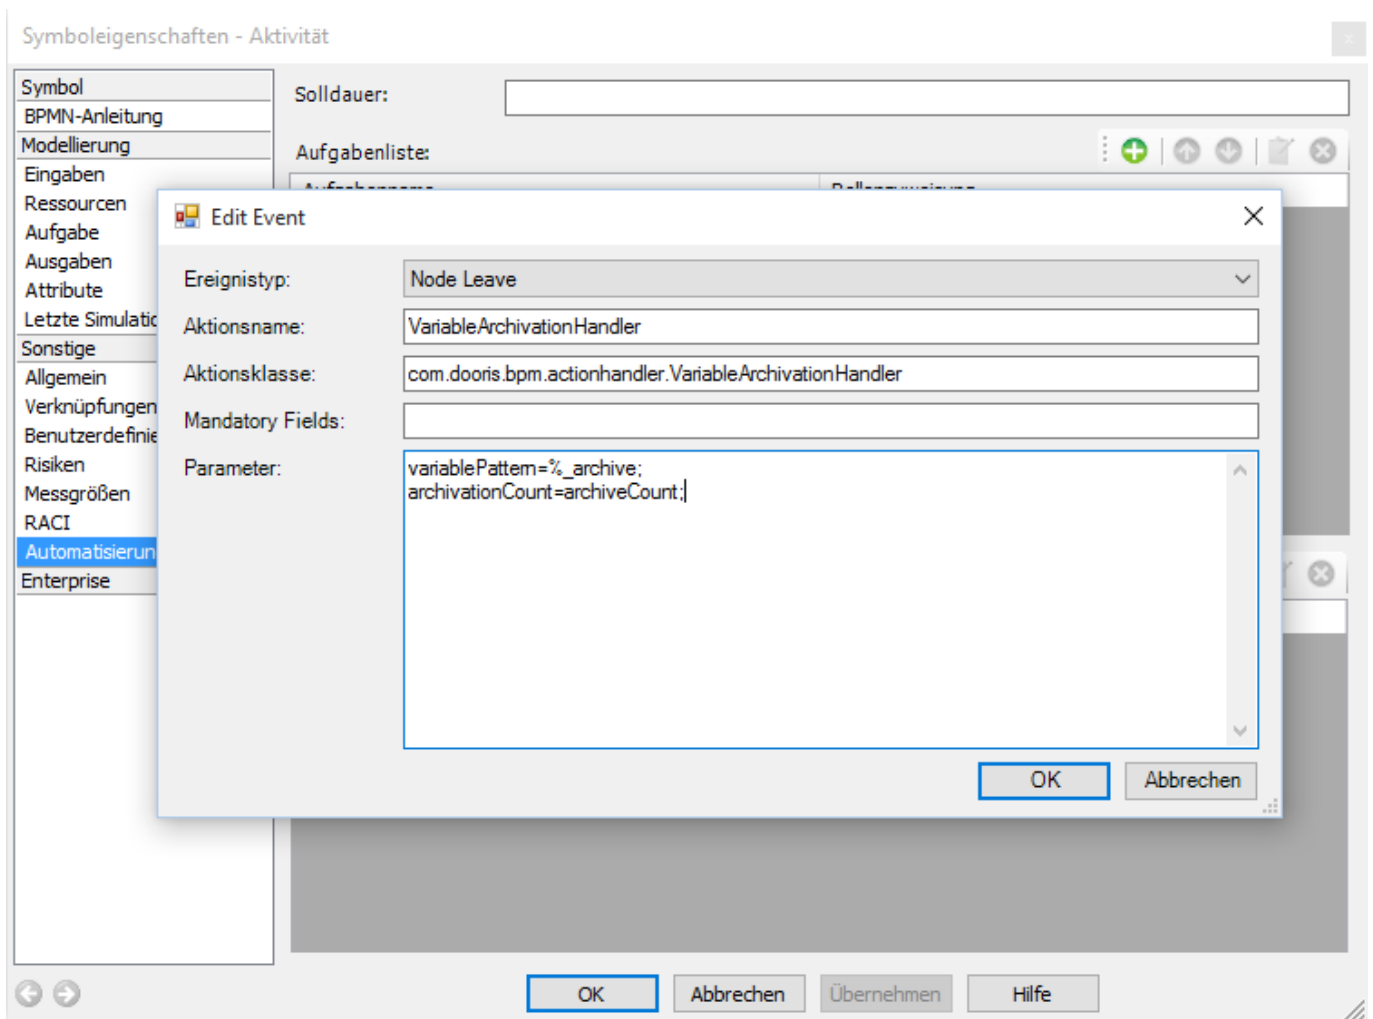 Symboleigenschaften - Aktivität
Symbol
BPMN-Anleitung
Modellierung
Eingaben
Ressourcen
Aufgabe
Ausgaben
Attribute
Letzte Simulatic
Sonstige
Allgemein
Verknüpfungen
Benutzerdefinie
Risiken
Messgrößen
RACI
Automatisierun
Enterprise
Solldauer:
Aufgabenliste:
Edit Event
Ereignistyp:
Node Leave
Aktionsname:
VariableArchivationHandler
Aktionsklasse:
com.dooris.bpm.actionhandler.VariableArchivationHandler
Mandatory Fields:
Parameter:
variablePattern=%_archive;
archivationCount=archiveCount;
OK
Abbrechen
OK
Abbrechen
Übernehmen
Hilfe